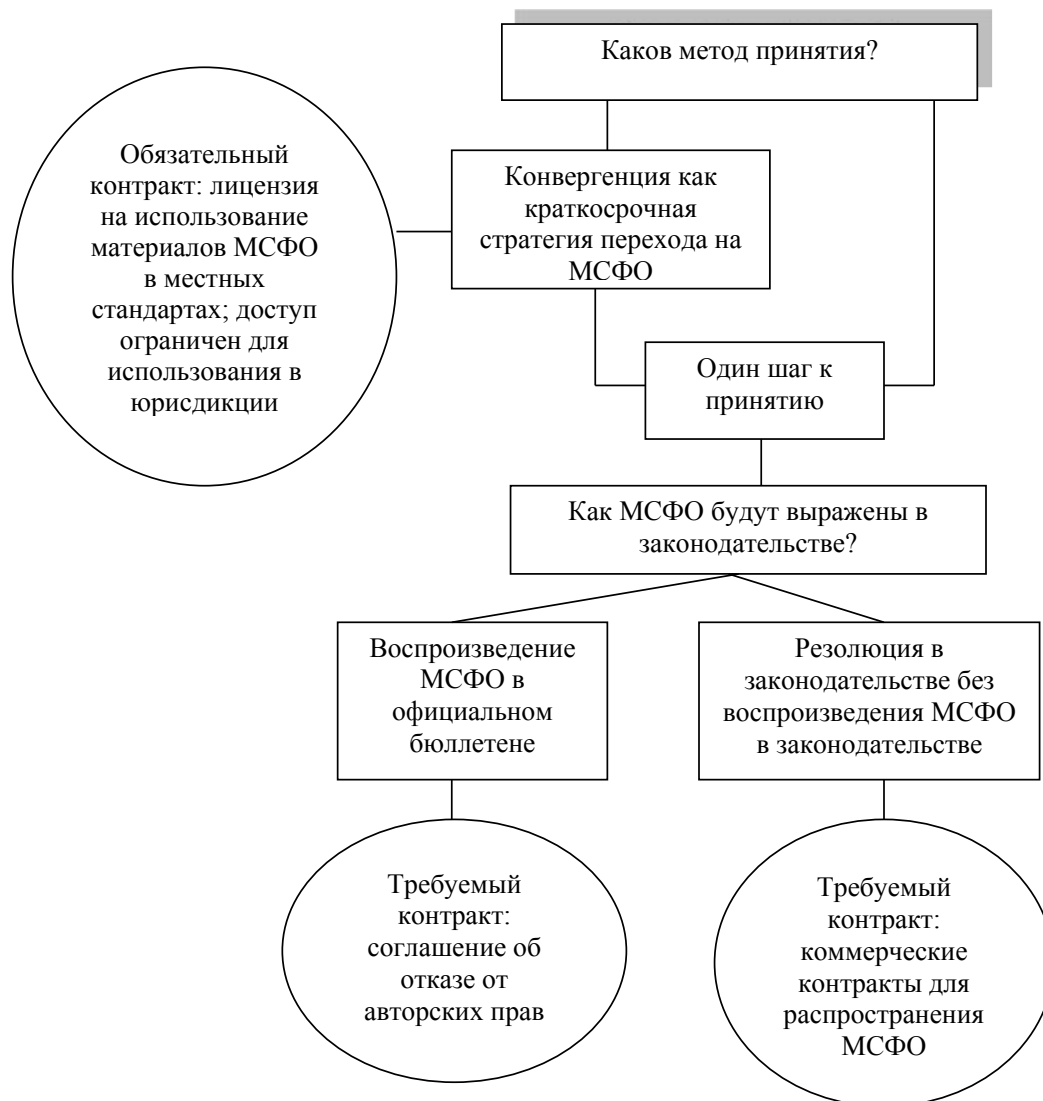 Каков метод принятия?
Обязательный
контракт: лицензия
на использование
материалов МСФО
в местных
стандартах; доступ
ограничен для
использования в
юрисдикции
Конвергенция как
краткосрочная
стратегия перехода на
МСФО
Один шаг к
принятию
Как МСФО будут выражены в
законодательстве?
Воспроизведение
МСФО в
официальном
бюллетене
Резолюция в
законодательстве без
воспроизведения МСФО
в законодательстве
Требуемый
контракт:
соглашение об
отказе от
авторских прав
Требуемый
контракт:
коммерческие
контракты для
распространения
МСФО